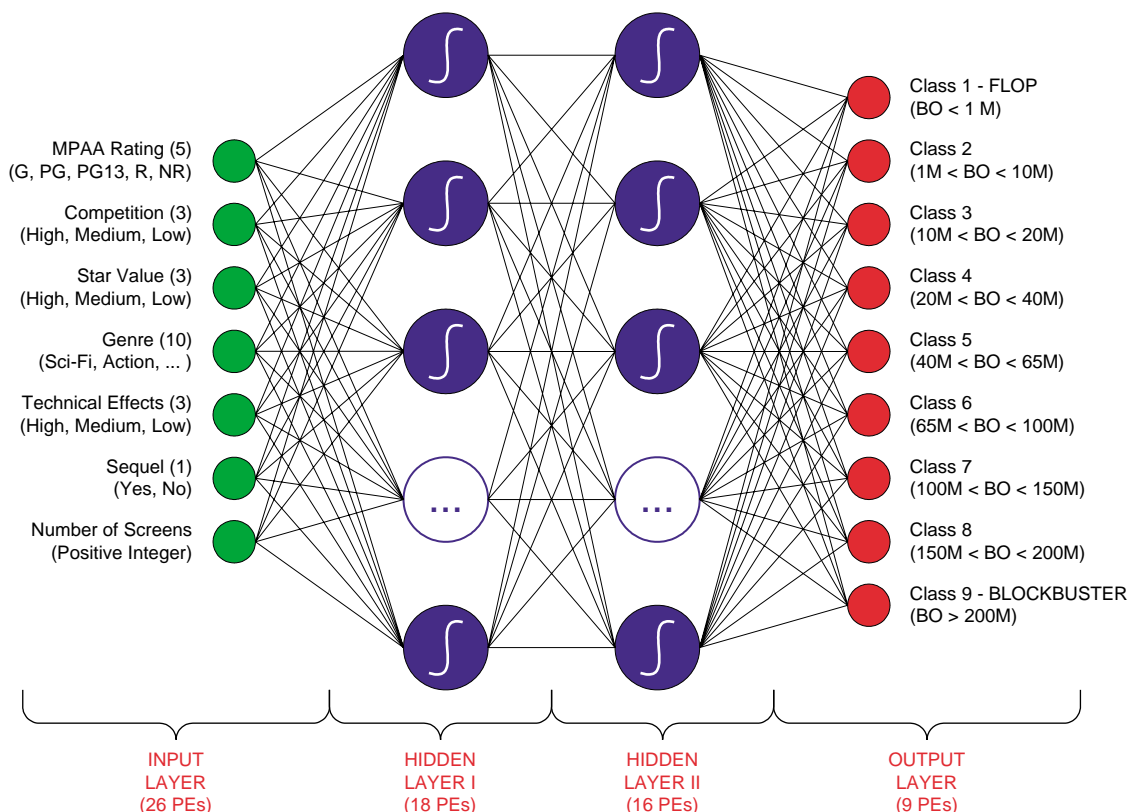 MPAA Rating (5)
(G, PG, PG13, R, NR)
Competition (3)
(High, Medium, Low)
Star Value (3)
(High, Medium, Low)
Genre (10)
(Sci-Fi, Action, ... )
Technical Effects (3)
(High, Medium, Low)
Sequel (1)
(Yes, No)
Number of Screens
(Positive Integer)
...
...
Class 1 - FLOP
(BO < 1 M)
Class 2
(1M < BO < 10M)
Class 3
(10M < BO < 20M)
Class 4
(20M < BO < 40M)
Class 5
(40M < BO < 65M)
Class 6
(65M < BO < 100M)
Class 7
(100M < BO < 150M)
Class 8
(150M < BO < 200M)
Class 9 - BLOCKBUSTER
(BO > 200M)
INPUT
LAYER
(26 PEs)
HIDDEN
LAYER I
(18 PEs)
HIDDEN
LAYER II
(16 PEs)
OUTPUT
LAYER
(9 PEs)